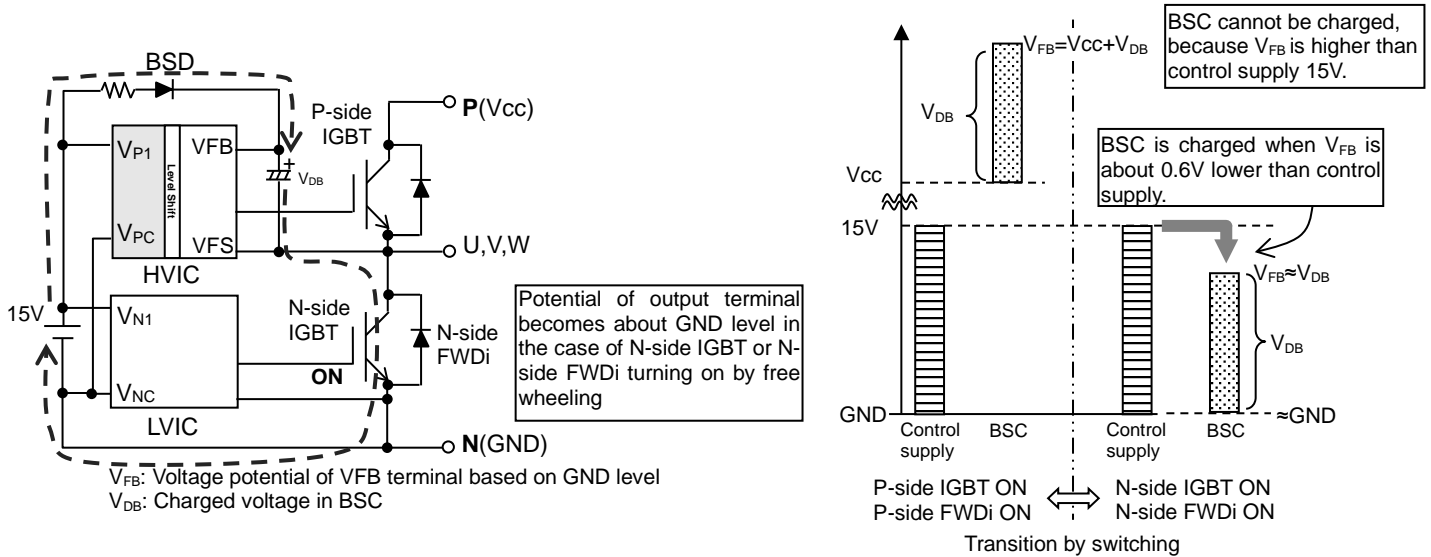 BSD
P-side
IGBT
P(Vcc)
VP1
VFB
Level Shift
VDB
+
VPC
VFS
HVIC
U,V,W
15V
VN1
N-side
IGBT
N-side
FWDi
ON
VNC
LVIC
N(GND)
VFB: Voltage potential of VFB terminal based on GND level
VDB: Charged voltage in BSC
Potential of output terminal
becomes about GND level in
the case of N-side IGBT or N-
side FWDi turning on by free
wheeling
VFB=Vcc+VDB
VDB
Vcc
15V
GND
BSC cannot be charged,
because VFB is higher than
control supply 15V.
BSC is charged when VFB is
about 0.6V lower than control
supply.
VFB≈VDB
VDB
≈GND
Control
supply
BSC
Control
supply
BSC
P-side IGBT ON
P-side FWDi ON
N-side IGBT ON
N-side FWDi ON
Transition by switching